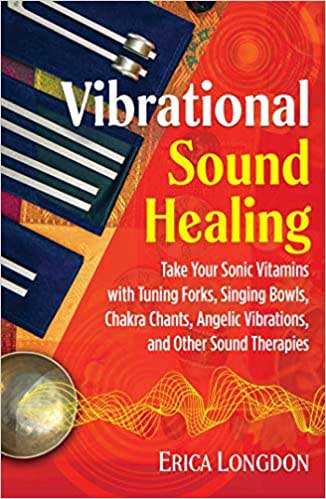 Vibrational
Sound
Healing
Take Your Sonic Vitamins
with Tuning Forks, Singing Bowls,
Chakra Chants, Angelic Vibrations,
and Other Sound Therapies
ERICA LONGDON